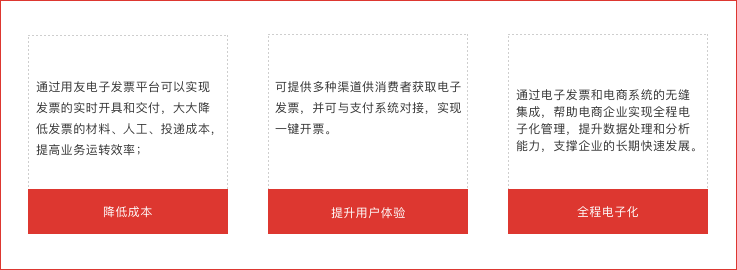 通过用友电子发票平台可以实现
发票的实时开具和交付，大大降
低发票的材料、人工、投递成本，
提高业务运转效率；
降低成本
可提供多种渠道供消费者获取电子
发票，并可与支付系统对接，实现
一键开票。
提升用户体验
通过电子发票和电商系统的无缝
集成，帮助电商企业实现全程电
子化管理，提升数据处理和分析
能力，支撑企业的长期快速发展。
全程电子化